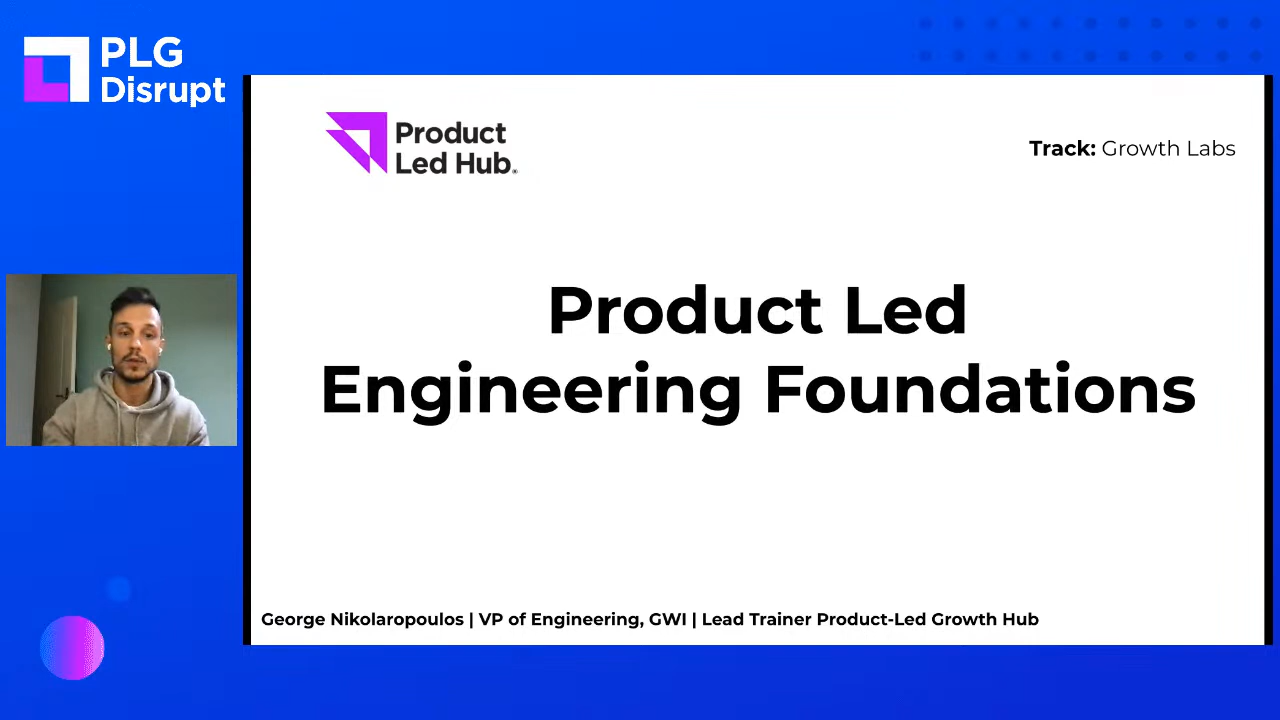 PLG
Disrupt
Product
Led Hub.
Track: Growth Labs
Product Led
Engineering Foundations
George Nikolaropoulos | VP of Engineering, GWI | Lead Trainer Product-Led Growth Hub